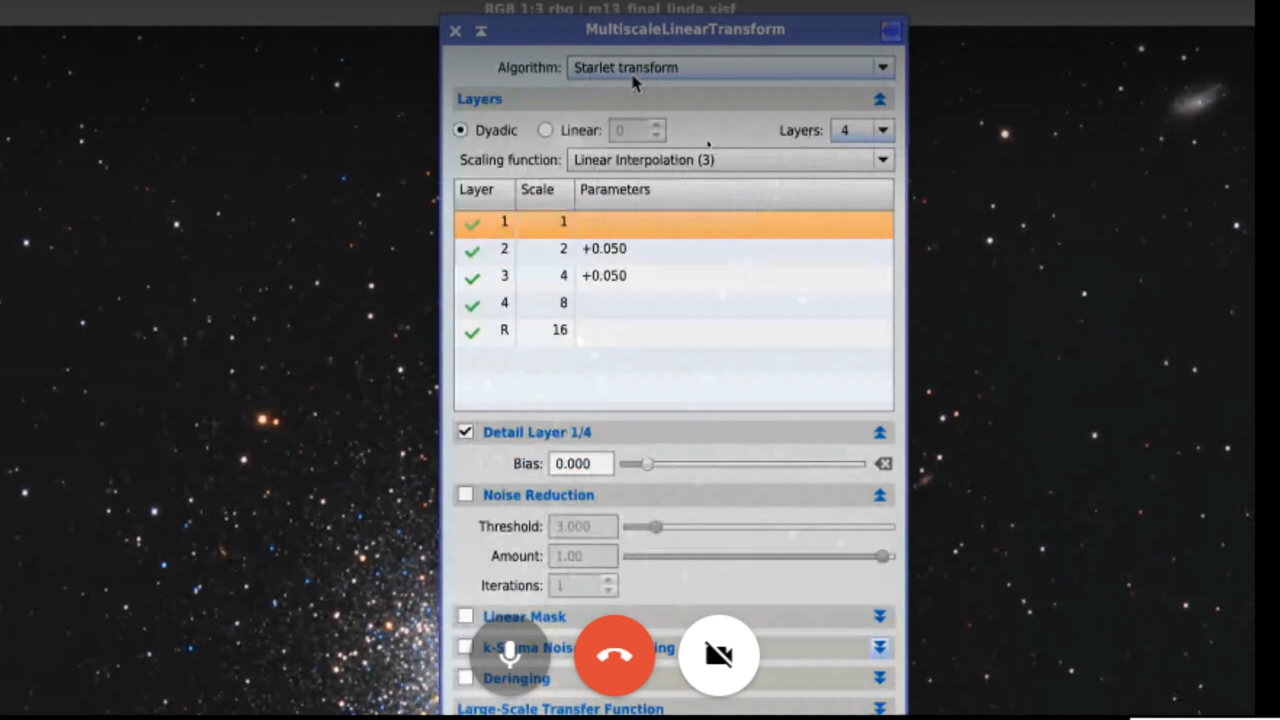 RGB 1:3 rbg | m13_final_linda.xisf
MultiscaleLinearTransform
Algorithm: Starlet transform
Layers
Dyadic Linear: 0 Layers: 4
Scaling function: Linear Interpolation (3)
Layer Scale Parameters
1 1
2 2 +0.050
3 4 +0.050
4 8
R 16
Detail Layer 1/4
Bias: 0.000
Noise Reduction
Threshold: 3.000
Amount: 1.00
Iterations: 1
Linear Mask
k-Sigma
Deringing
Large-Scale Transfer Function